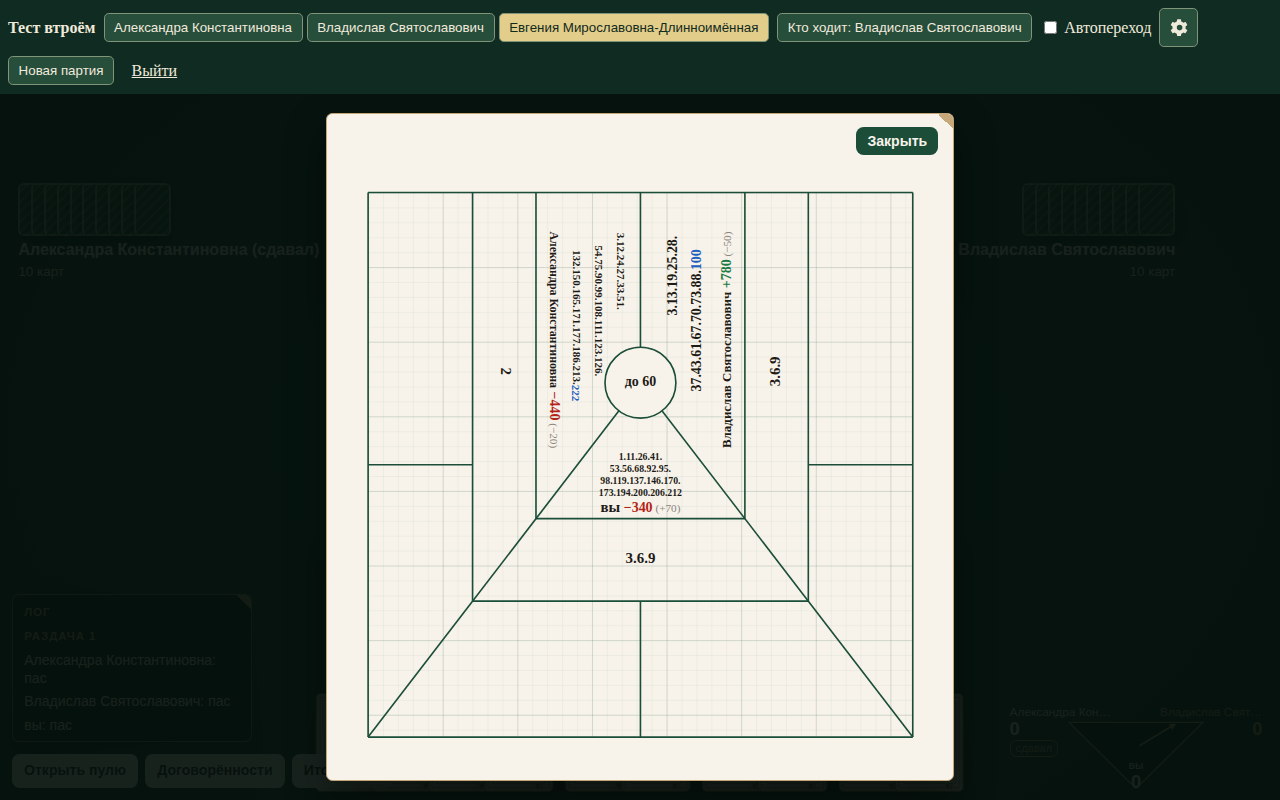 Тест втроём Александра Константиновна Владислав Святославович Евгения Мирославовна-Длинноимённая Кто ходит: Владислав Святославович Автопереход
Новая партия Выйти
Закрыть
Александра Константиновна (сдавал)
10 карт
Владислав Святославович
10 карт
2
Александра Константиновна −440 (−20)
132.150.165.171.177.186.213.222
54.75.90.99.108.111.123.126.
3.12.24.27.33.51.
3.13.19.25.28.
37.43.61.67.70.73.88.100
Владислав Святославович +780 (−50)
3.6.9
до 60
1.11.26.41.
53.56.68.92.95.
98.119.137.146.170.
173.194.200.206.212
вы −340 (+70)
3.6.9
ЛОГ
РАЗДАЧА 1
Александра Константиновна:
пас
Владислав Святославович: пас
вы: пас
Открыть пулю Договорённости Ито
Александра Кон… Владислав Свят…
0 0
сдавал
вы
0